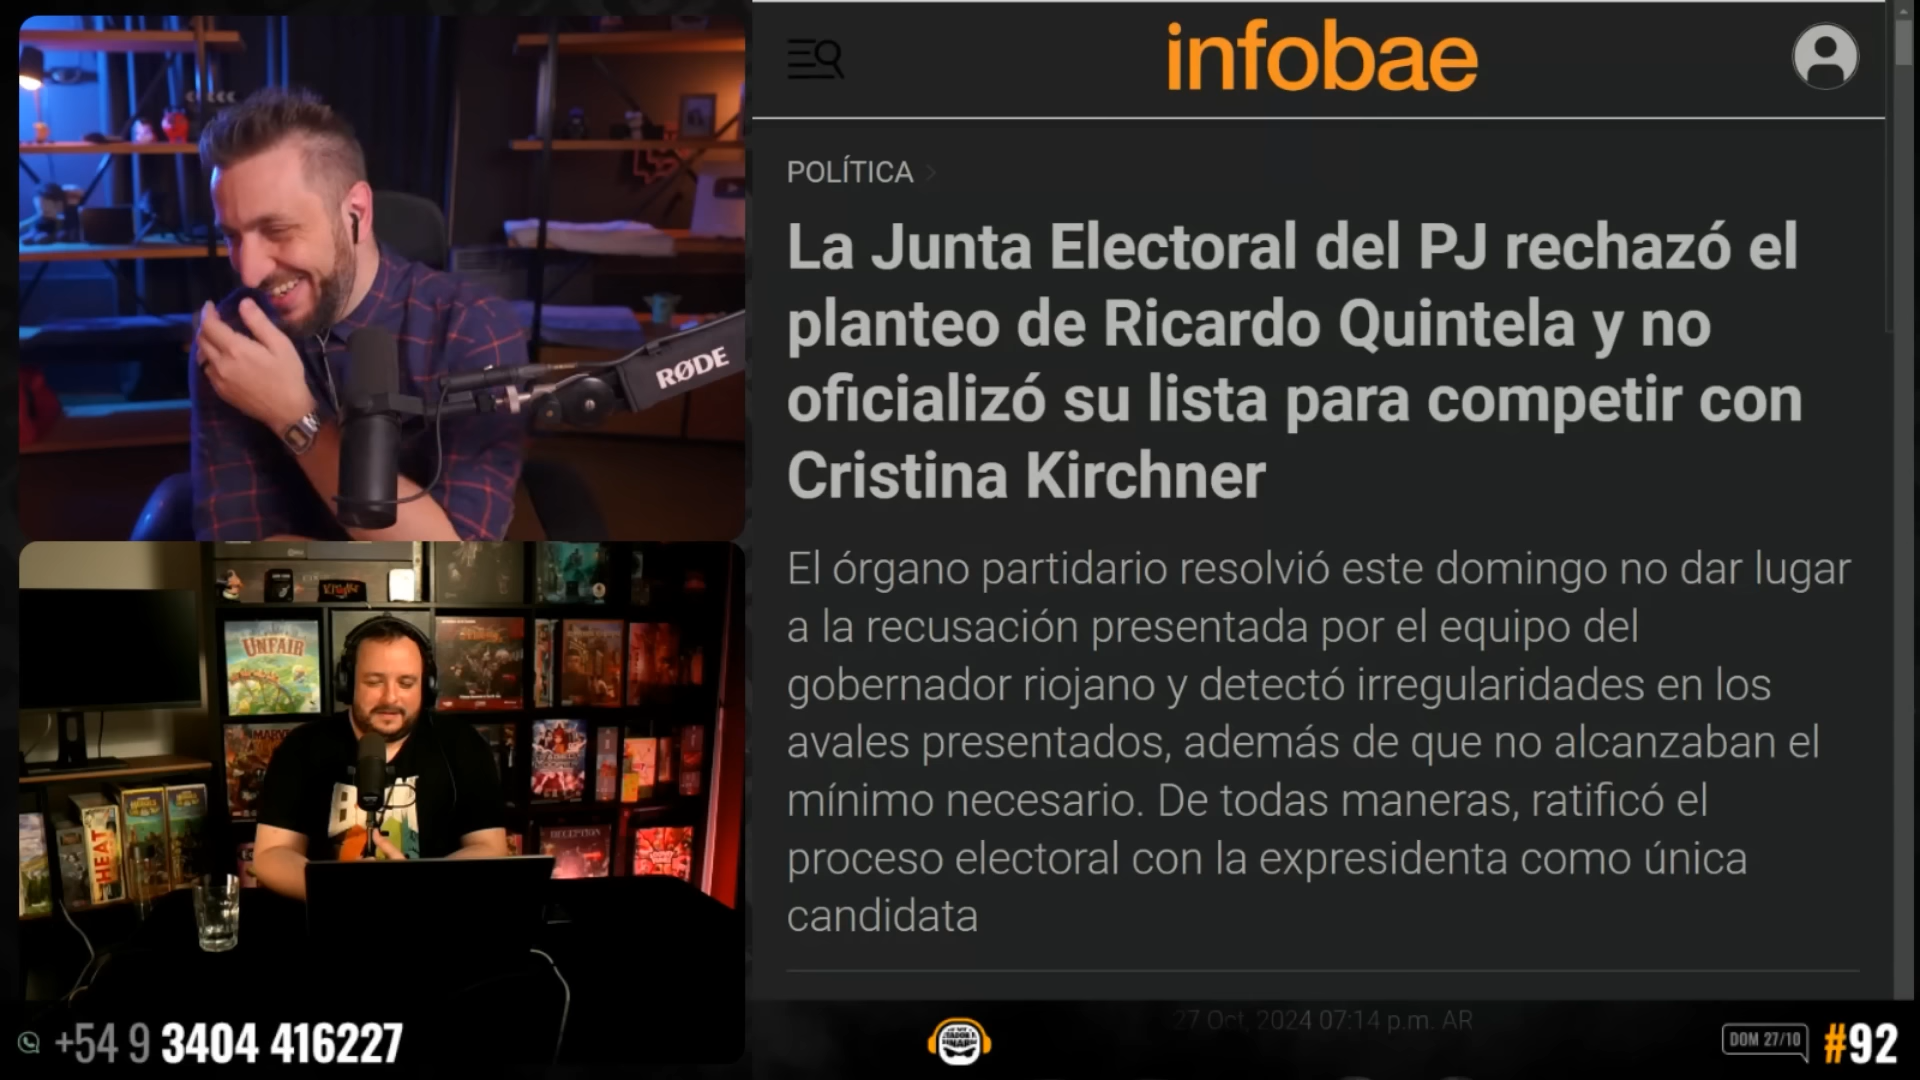 infobae
POLÍTICA
La Junta Electoral del PJ rechazó el
planteo de Ricardo Quintela y no
oficializó su lista para competir con
Cristina Kirchner
El órgano partidario resolvió este domingo no dar lugar
a la recusación presentada por el equipo del
gobernador riojano y detectó irregularidades en los
avales presentados, además de que no alcanzaban el
mínimo necesario. De todas maneras, ratificó el
proceso electoral con la expresidenta como única
candidata
27 Oct, 2024 07:14 p.m. AR
RØDE
UNFAIR
HEAT
DECEPTION
+54 9 3404 416227
DOM 27/10
#92